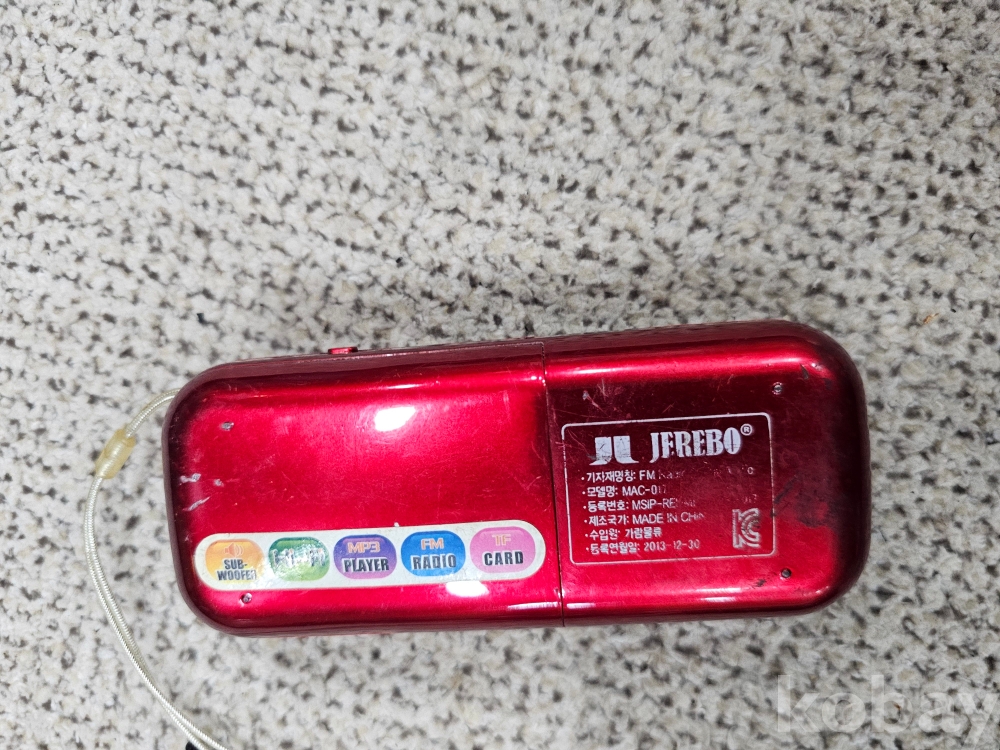 JEREBO®
·기자재명칭: FM
·모델명: MAC-01
·등록번호: MSIP-RE
·제조국가: MADE IN CHI
·수입원: 가람물류
·등록연월일: 2013-12-30
SUB-
WOOFER
MP3
PLAYER
FM
RADIO
TF
CARD
kobay